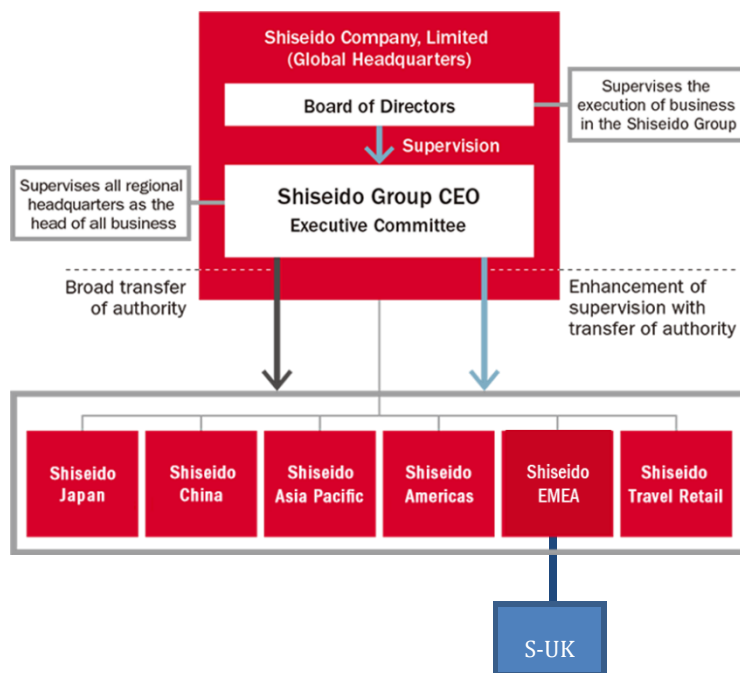 Shiseido Company, Limited
(Global Headquarters)
Board of Directors
Supervises the
execution of business
in the Shiseido Group
Supervision
Supervises all regional
headquarters as the
head of all business
Shiseido Group CEO
Executive Committee
Broad transfer
of authority
Enhancement of
supervision with
transfer of authority
Shiseido
Japan
Shiseido
China
Shiseido
Asia Pacific
Shiseido
Americas
Shiseido
EMEA
Shiseido
Travel Retail
S-UK